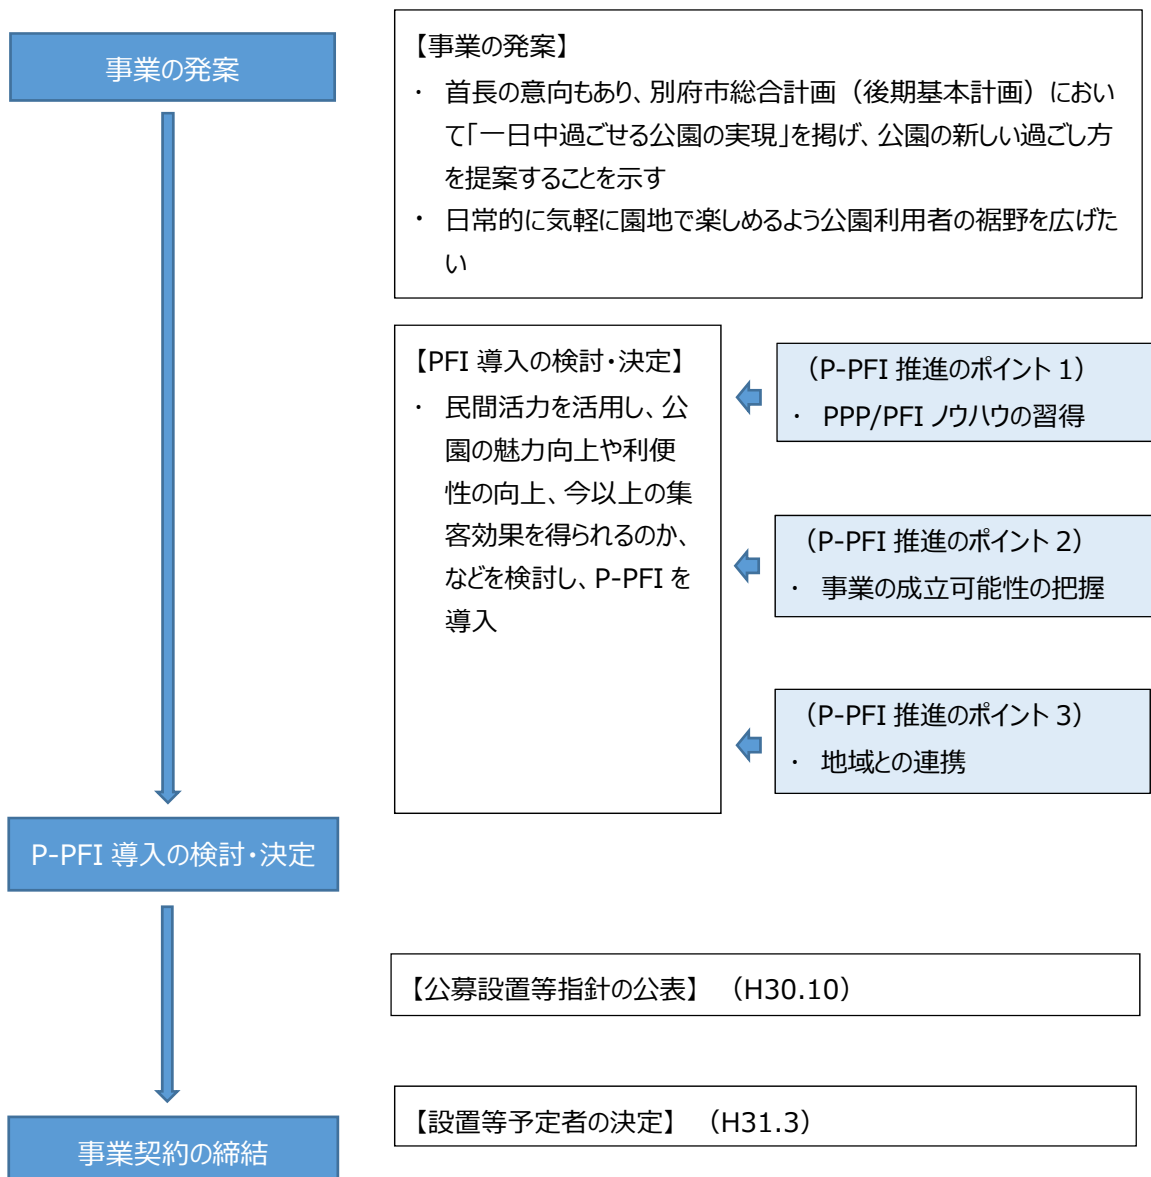 事業の発案
【事業の発案】
・ 首長の意向もあり、別府市総合計画（後期基本計画）におい
て「一日中過ごせる公園の実現」を掲げ、公園の新しい過ごし方
を提案することを示す
・ 日常的に気軽に園地で楽しめるよう公園利用者の裾野を広げた
い
【PFI 導入の検討・決定】
・ 民間活力を活用し、公
園の魅力向上や利便
性の向上、今以上の集
客効果を得られるのか、
などを検討し、P-PFI を
導入
（P-PFI 推進のポイント 1）
・ PPP/PFI ノウハウの習得
（P-PFI 推進のポイント 2）
・ 事業の成立可能性の把握
（P-PFI 推進のポイント 3）
・ 地域との連携
P-PFI 導入の検討・決定
【公募設置等指針の公表】 （H30.10）
【設置等予定者の決定】 （H31.3）
事業契約の締結